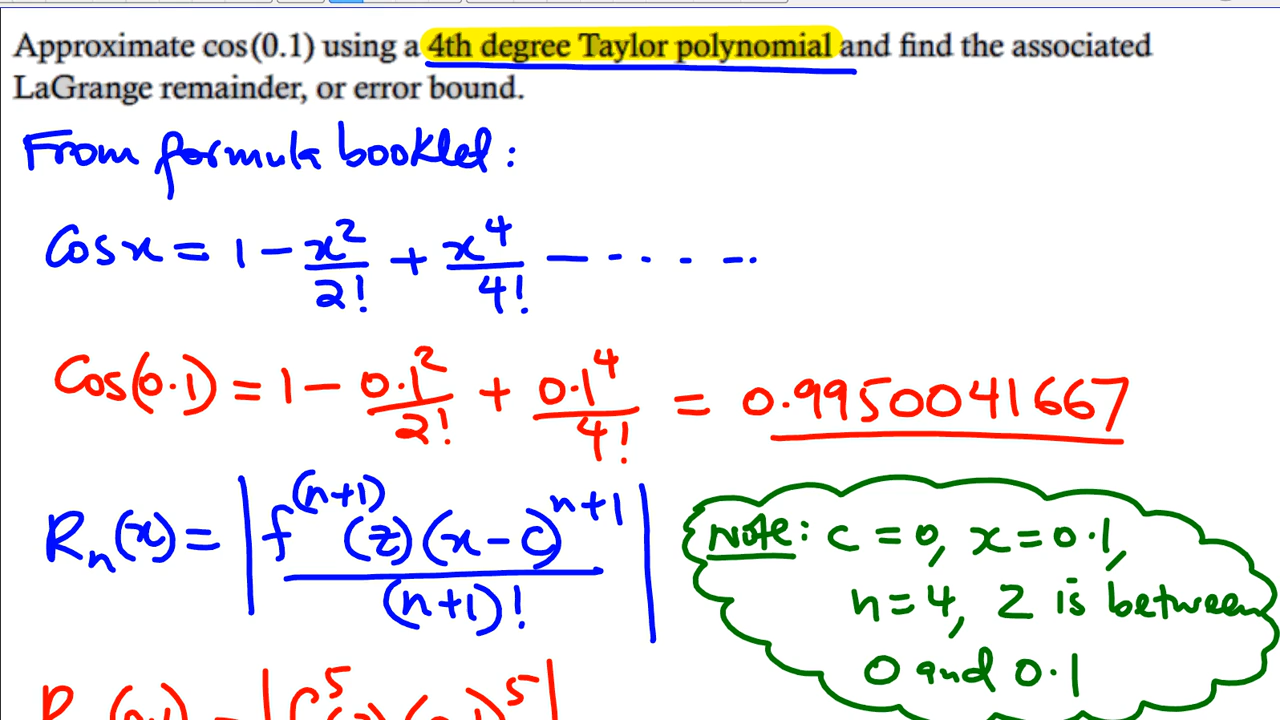 Approximate cos(0.1) using a 4th degree Taylor polynomial and find the associated
LaGrange remainder, or error bound.
From formula booklet:
Cos x = 1 - x²/2! + x⁴/4! - .....
Cos(0.1) = 1 - 0.1²/2! + 0.1⁴/4! = 0.9950041667
Rₙ(x) = | f⁽ⁿ⁺¹⁾(z)(x-c)ⁿ⁺¹ / (n+1)! |
Note: c = 0, x = 0.1,
n = 4, z is between
0 and 0.1